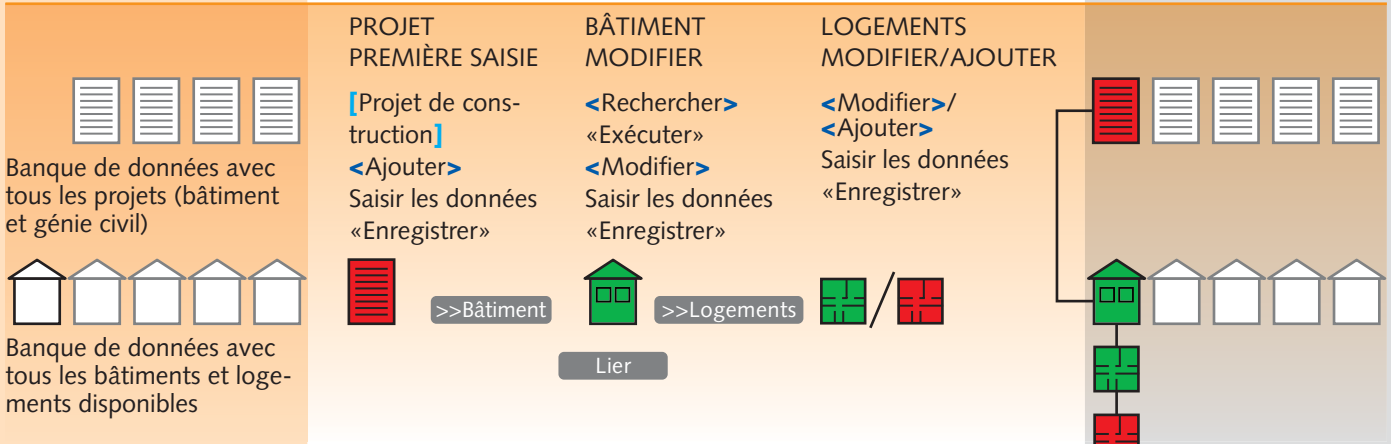 Banque de données avec
tous les projets (bâtiment
et génie civil)
Banque de données avec
tous les bâtiments et loge-
ments disponibles
PROJET
PREMIÈRE SAISIE
[Projet de cons-
truction]
<Ajouter>
Saisir les données
«Enregistrer»
>>Bâtiment
BÂTIMENT
MODIFIER
<Rechercher>
«Exécuter»
<Modifier>
Saisir les données
«Enregistrer»
>>Logements
Lier
LOGEMENTS
MODIFIER/AJOUTER
<Modifier>/
<Ajouter>
Saisir les données
«Enregistrer»